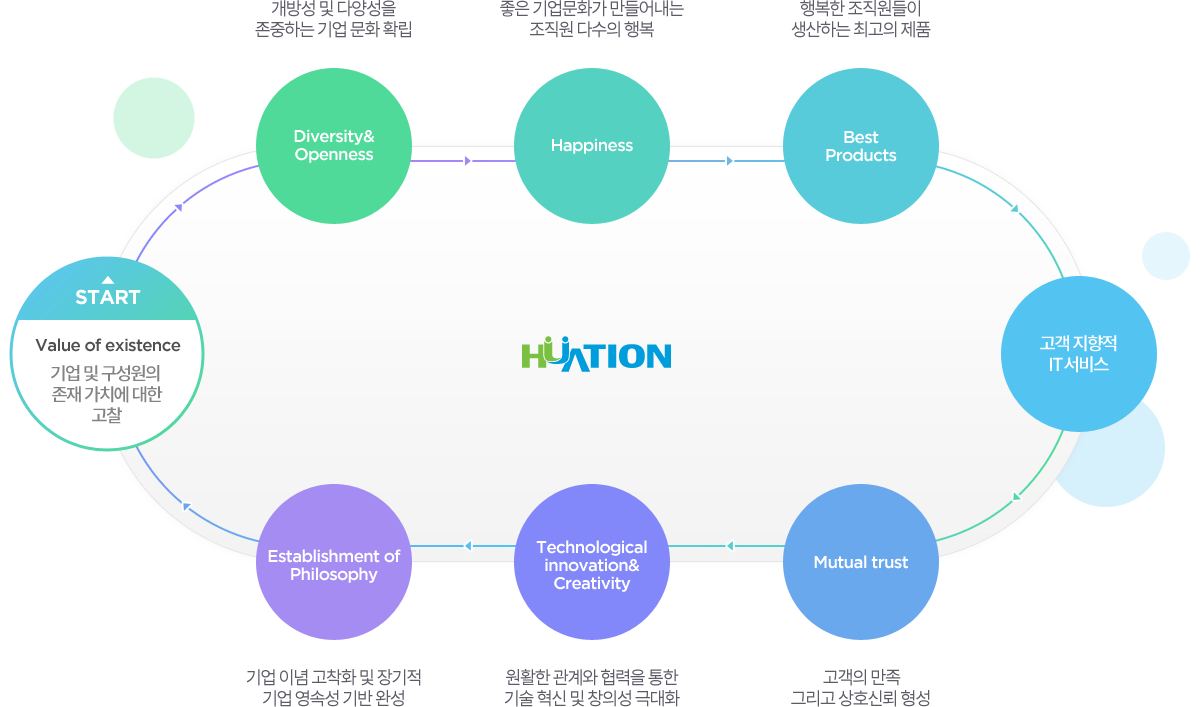 개방성 및 다양성을
존중하는 기업 문화 확립
좋은 기업문화가 만들어내는
조직원 다수의 행복
행복한 조직원들이
생산하는 최고의 제품
Diversity&
Openness
Happiness
Best
Products
START
Value of existence
기업 및 구성원의
존재 가치에 대한
고찰
HUATION
고객 지향적
IT서비스
Establishment of
Philosophy
Technological
innovation&
Creativity
Mutual trust
기업 이념 고착화 및 장기적
기업 영속성 기반 완성
원활한 관계와 협력을 통한
기술 혁신 및 창의성 극대화
고객의 만족
그리고 상호신뢰 형성